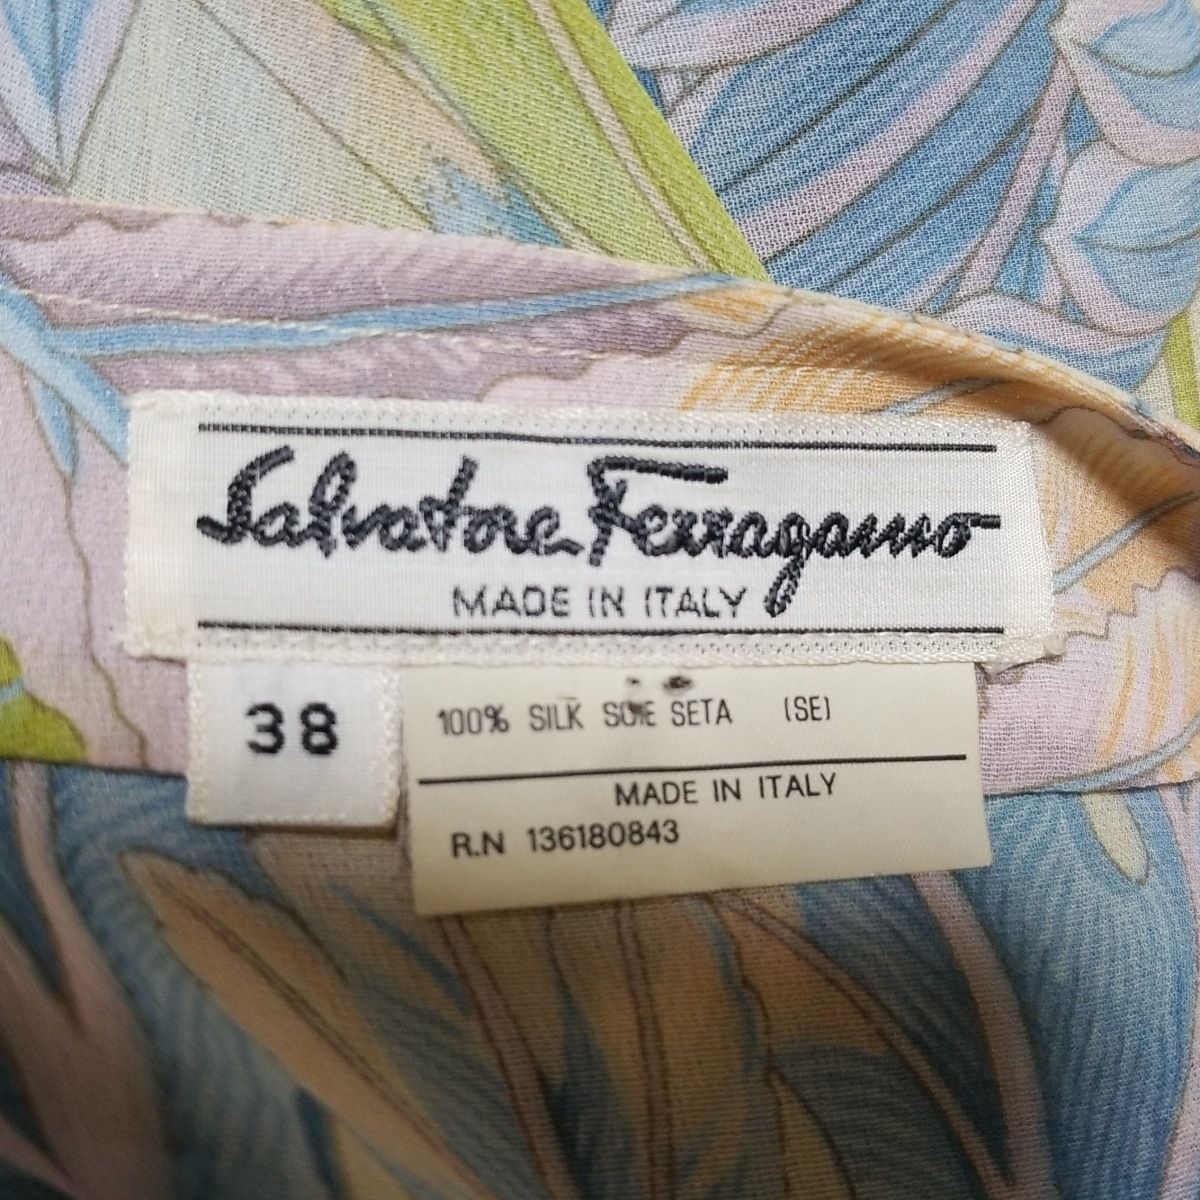 Salvatore Ferragamo
MADE IN ITALY
38
100% SILK SOIE SETA (SE)
MADE IN ITALY
R.N 136180843